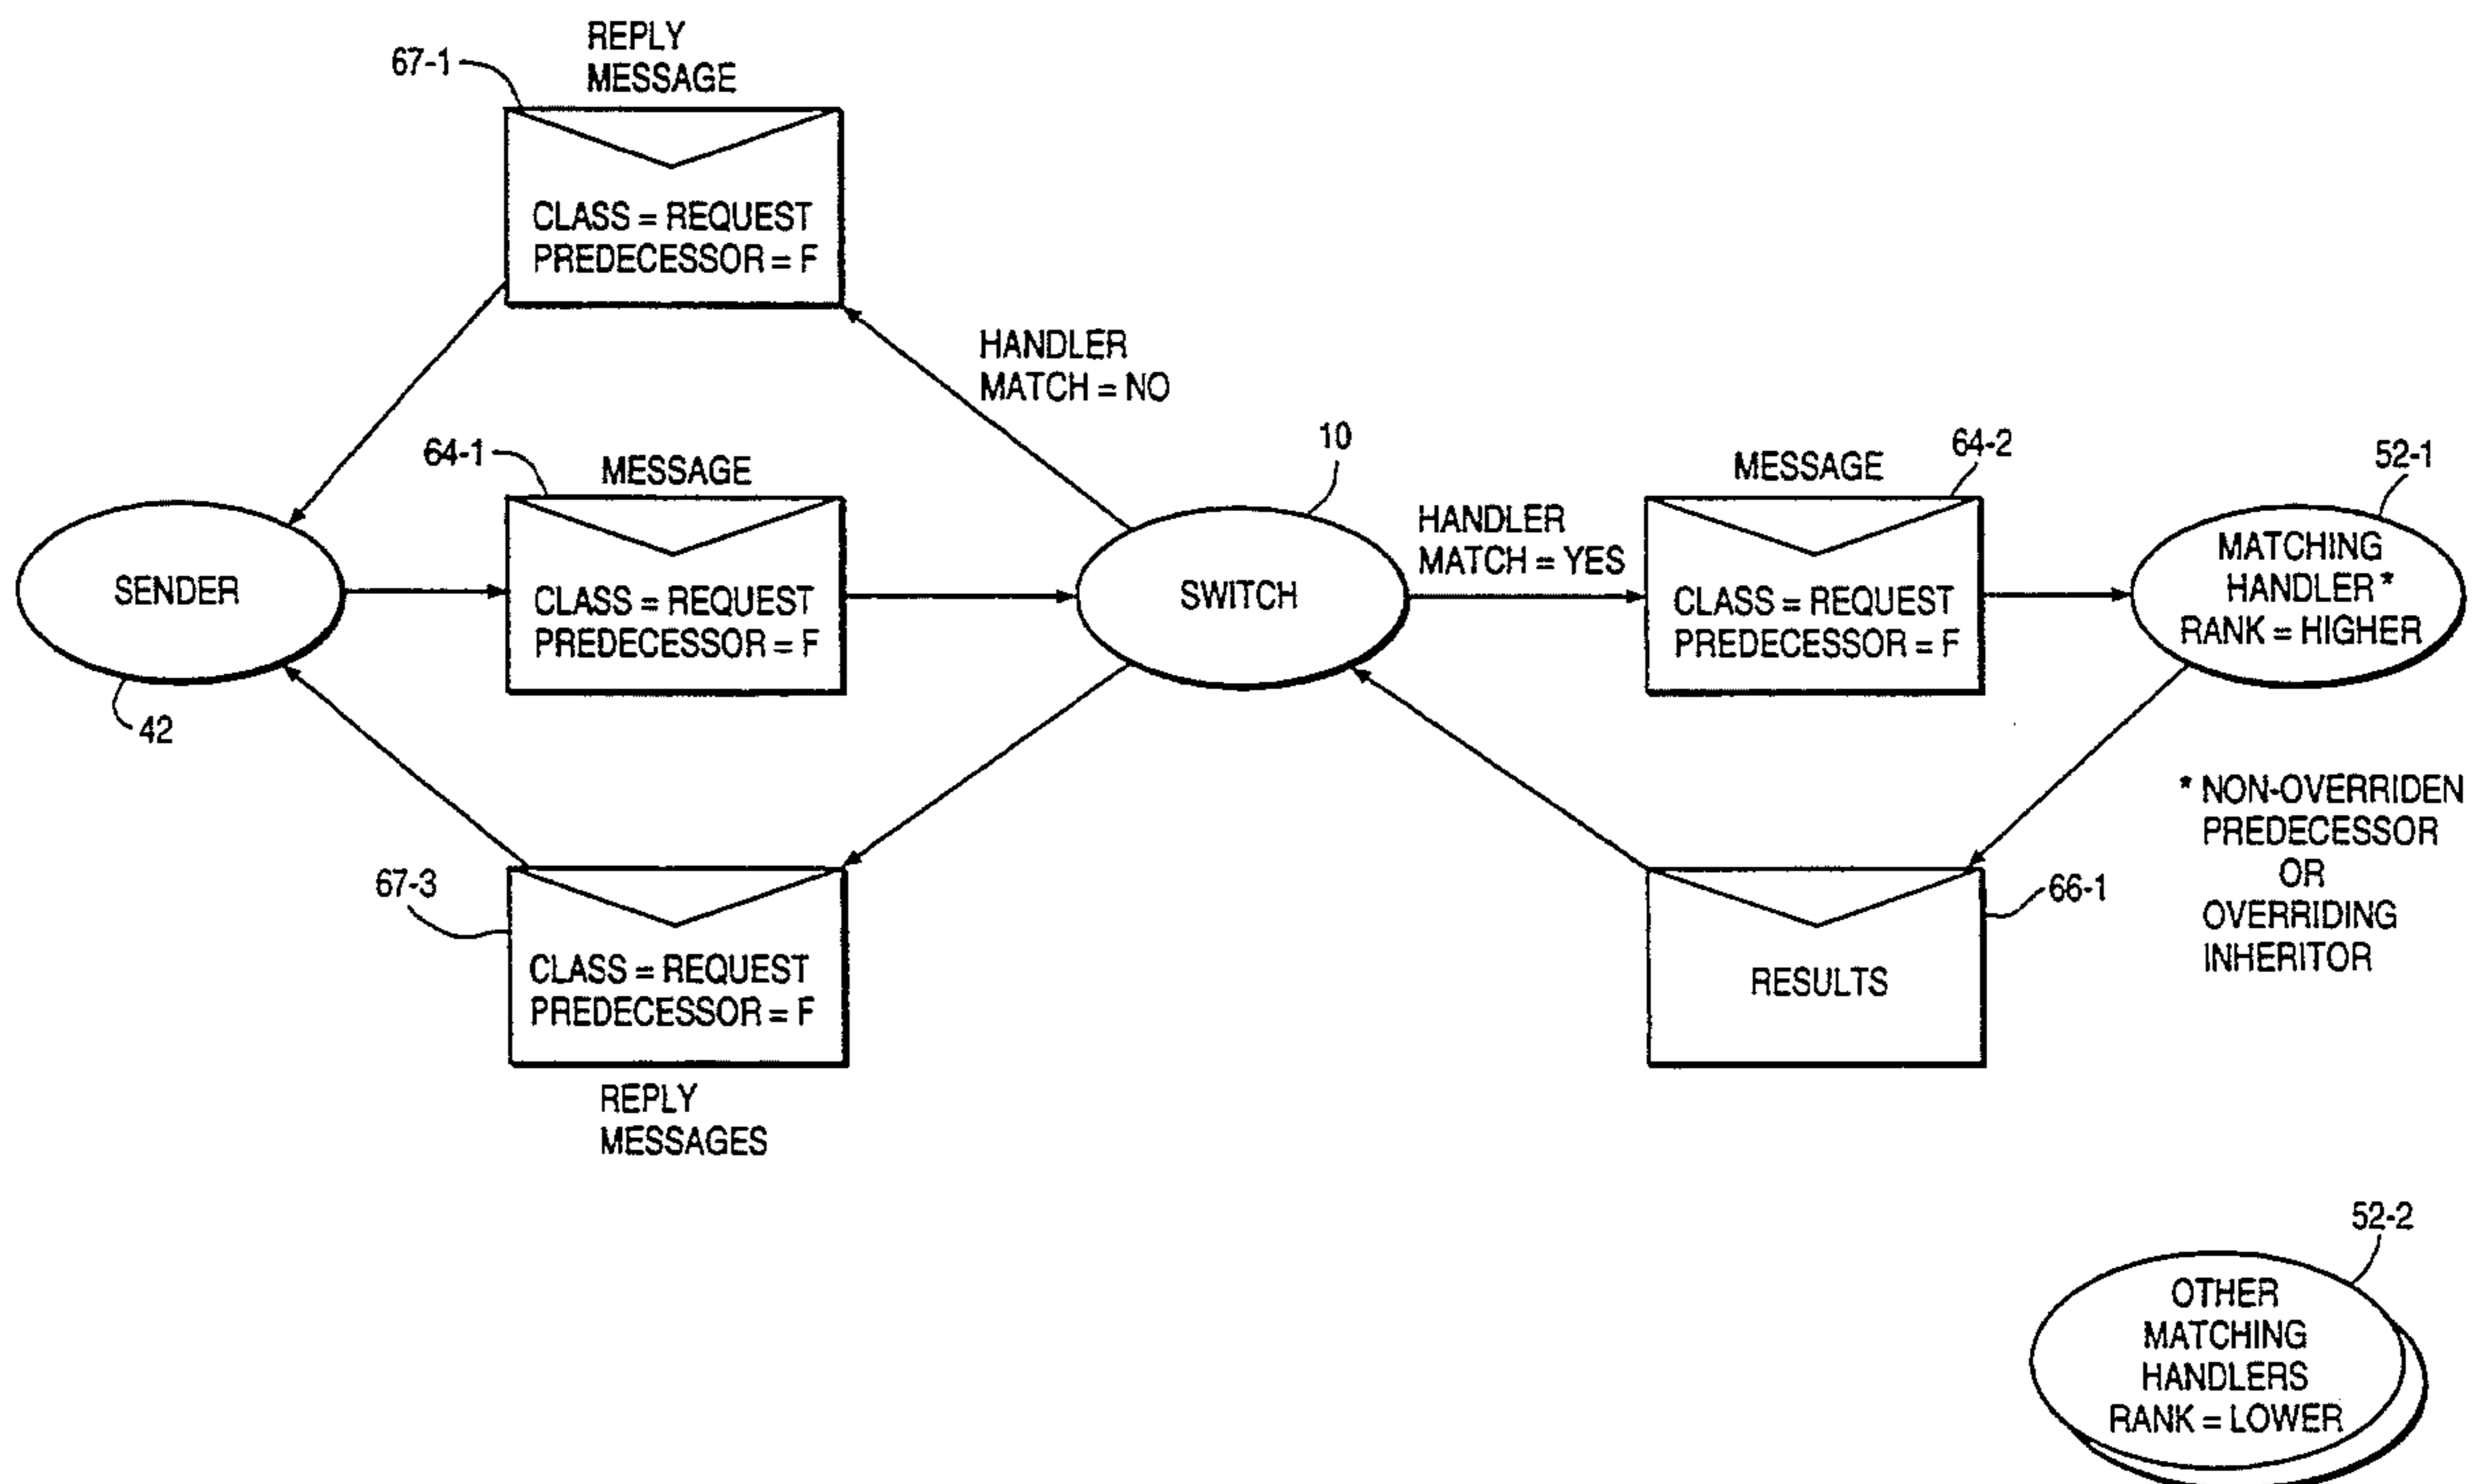 REPLY
MESSAGE
67-1
CLASS = REQUEST
PREDECESSOR = F
HANDLER
MATCH = NO
64-1
MESSAGE
CLASS = REQUEST
PREDECESSOR = F
SENDER
42
10
SWITCH
HANDLER
MATCH = YES
MESSAGE
64-2
CLASS = REQUEST
PREDECESSOR = F
52-1
MATCHING
HANDLER*
RANK = HIGHER
* NON-OVERRIDEN
PREDECESSOR
OR
OVERRIDING
INHERITOR
67-3
CLASS = REQUEST
PREDECESSOR = F
REPLY
MESSAGES
66-1
RESULTS
52-2
OTHER
MATCHING
HANDLERS
RANK = LOWER